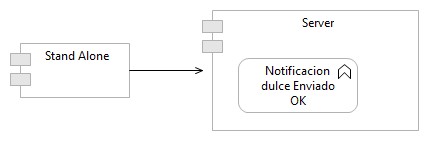 Stand Alone
Server
Notificacion
dulce Enviado
OK